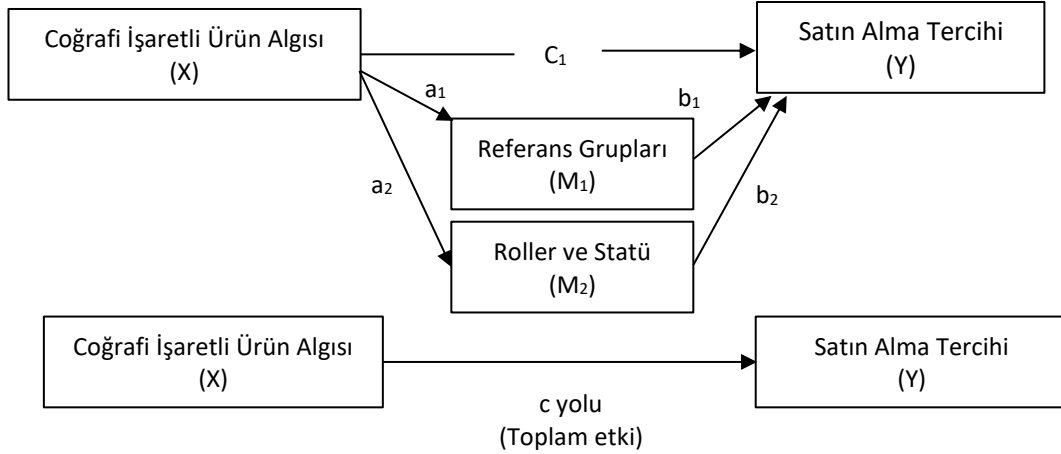 Coğrafi İşaretli Ürün Algısı
(X)
C1
Satın Alma Tercihi
(Y)
a1
b1
Referans Grupları
(M1)
a2
b2
Roller ve Statü
(M2)
Coğrafi İşaretli Ürün Algısı
(X)
Satın Alma Tercihi
(Y)
c yolu
(Toplam etki)